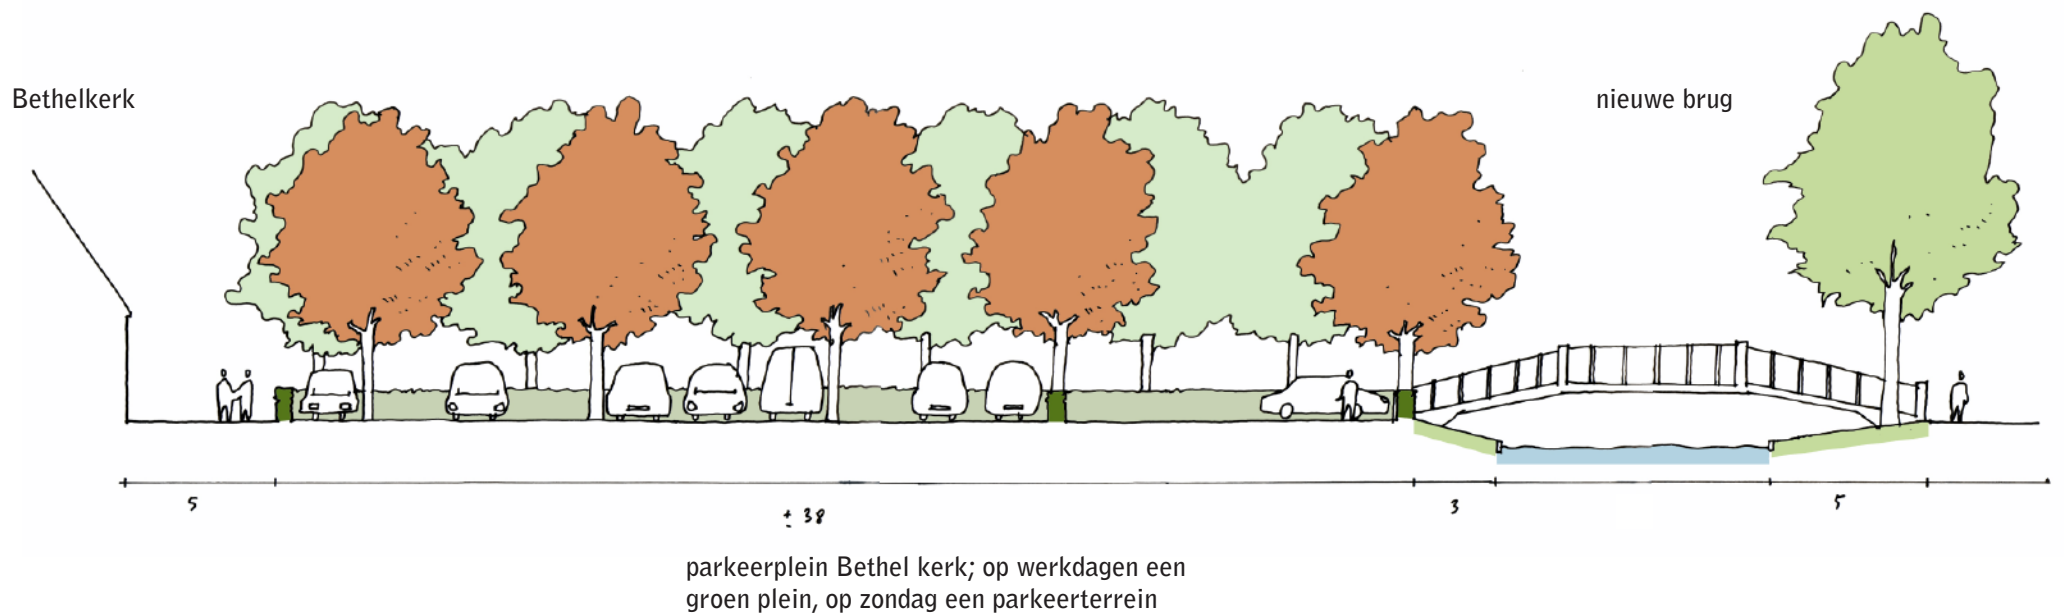 Bethelkerk
nieuwe brug
5
± 38
3
5
parkeerplein Bethel kerk; op werkdagen een
groen plein, op zondag een parkeerterrein